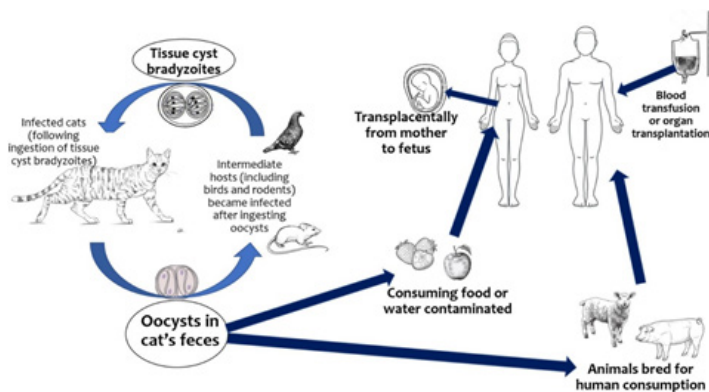 Tissue cyst
bradyzoites
Infected cats
(following
ingestion of tissue
cyst bradyzoites)
Intermediate
hosts (including
birds and rodents)
became infected
after ingesting
oocysts
Oocysts in
cat's feces
Transplacentally
from mother
to fetus
Blood
transfusion
or organ
transplantation)
Consuming food or
water contaminated
Animals bred for
human consumption